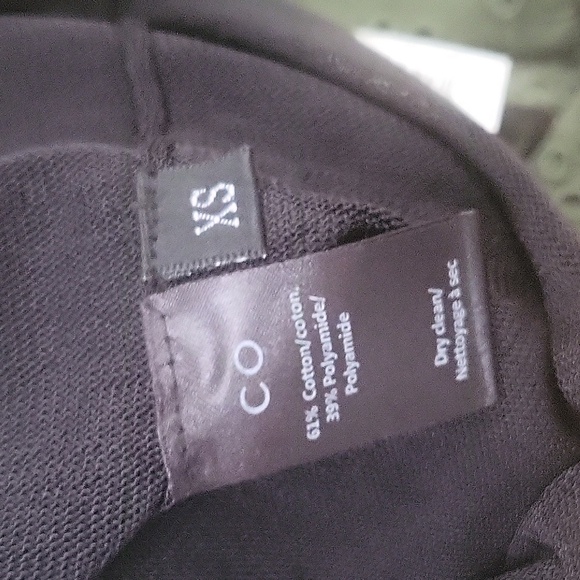 XS
CO
61% Cotton/coton,
39% Polyamide/
Polyamide
Dry clean/
Nettoyage à sec